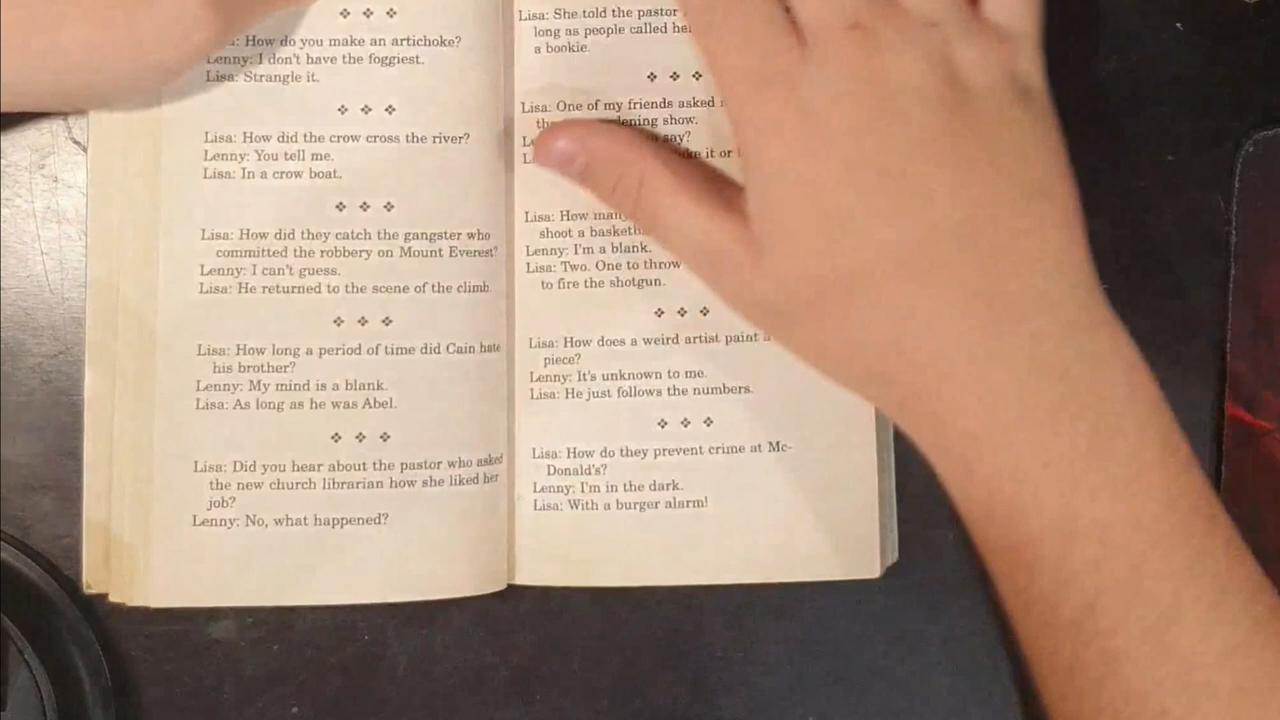 How do you make an artichoke?
Lenny: I don't have the foggiest.
Lisa: Strangle it.
Lisa: How did the crow cross the river?
Lenny: You tell me.
Lisa: In a crow boat.
Lisa: How did they catch the gangster who
committed the robbery on Mount Everest?
Lenny: I can't guess.
Lisa: He returned to the scene of the climb.
Lisa: How long a period of time did Cain hate
his brother?
Lenny: My mind is a blank.
Lisa: As long as he was Abel.
Lisa: Did you hear about the pastor who asked
the new church librarian how she liked her
job?
Lenny: No, what happened?
Lisa: She told the pastor
long as people called her
a bookie.
Lisa: One of my friends asked
show.
say?
it or
Lisa: How many
shoot a
Lenny: I'm a blank.
Lisa: Two. One to throw
to fire the shotgun.
Lisa: How does a weird artist paint a
piece?
Lenny: It's unknown to me.
Lisa: He just follows the numbers.
Lisa: How do they prevent crime at Mc-
Donald's?
Lenny: I'm in the dark.
Lisa: With a burger alarm!